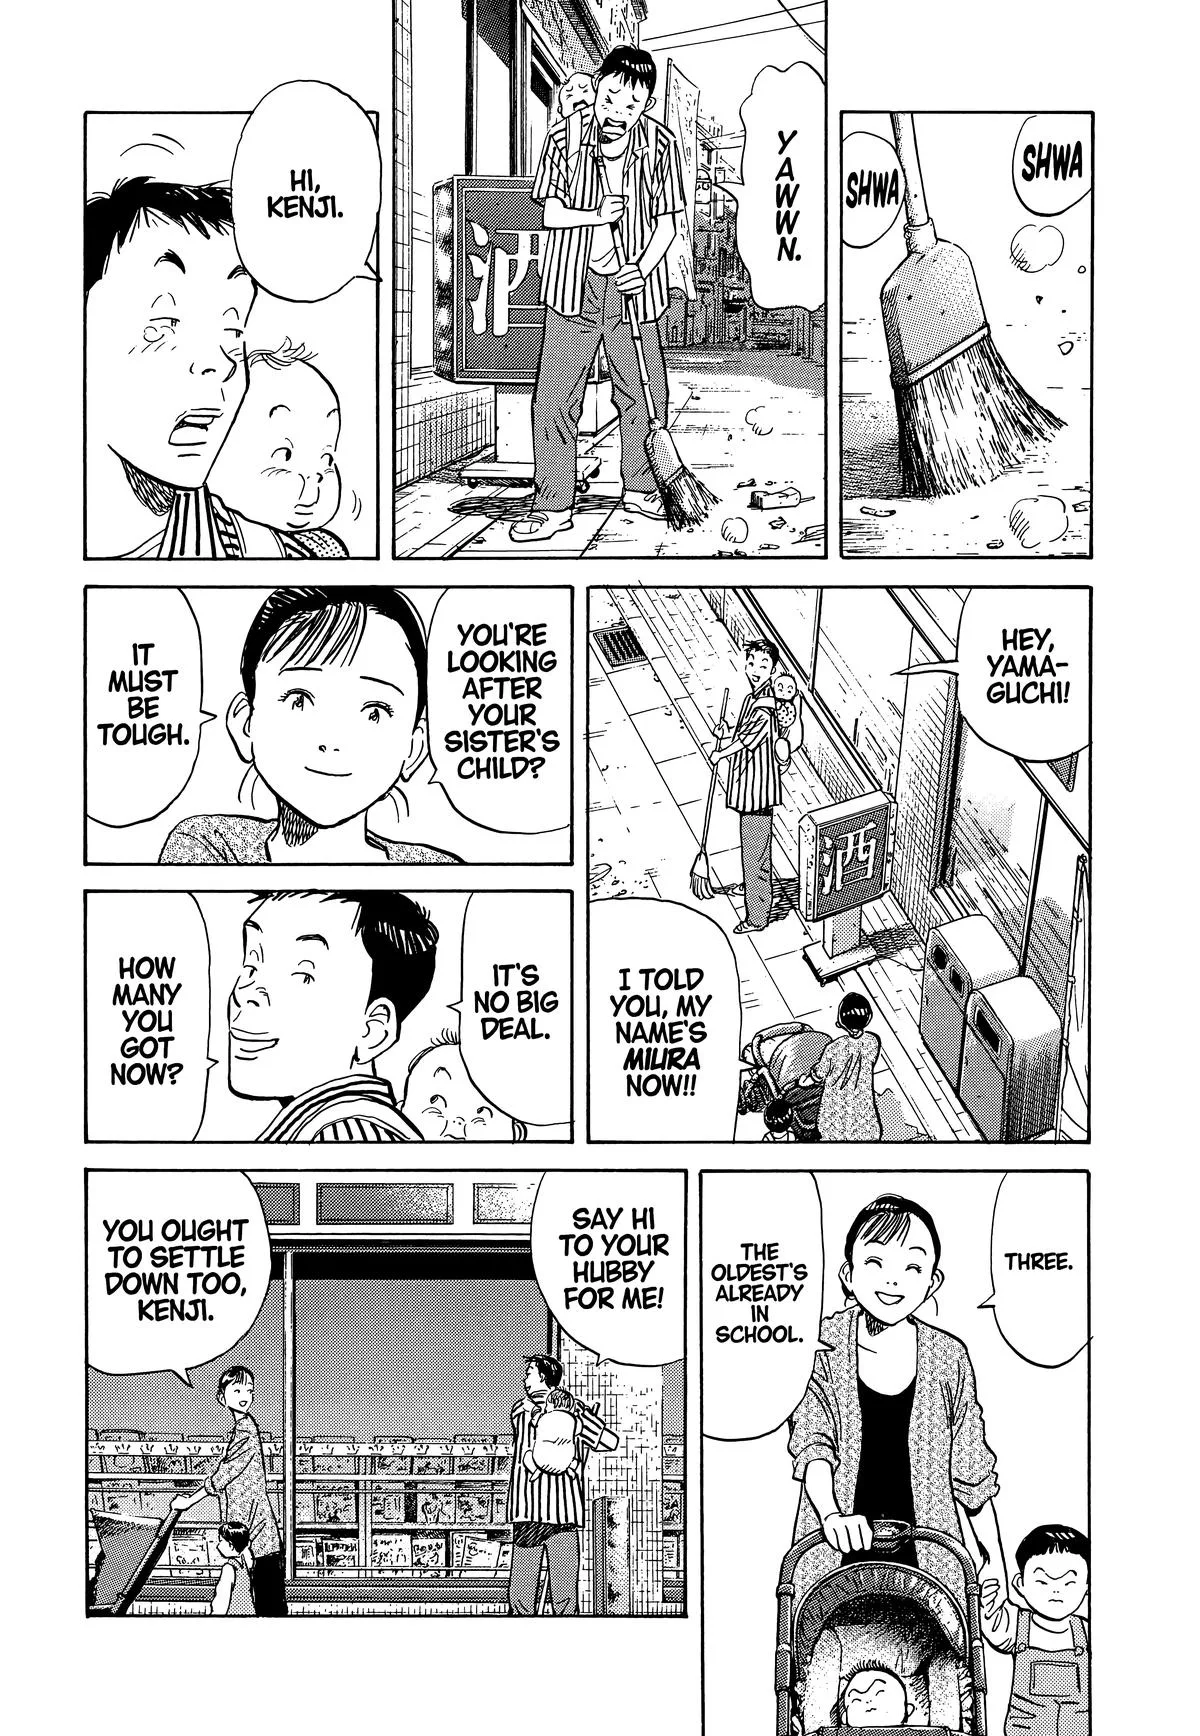 SHWA
SHWA
YAWWN.
酒
HI,
KENJI.
HEY,
YAMA-
GUCHI!
酒
I TOLD
YOU, MY
NAME'S
MIURA
NOW!!
YOU'RE
LOOKING
AFTER
YOUR
SISTER'S
CHILD?
IT
MUST
BE
TOUGH.
IT'S
NO BIG
DEAL.
HOW
MANY
YOU
GOT
NOW?
THREE.
THE
OLDEST'S
ALREADY
IN
SCHOOL.
SAY HI
TO YOUR
HUBBY
FOR ME!
YOU OUGHT
TO SETTLE
DOWN TOO,
KENJI.